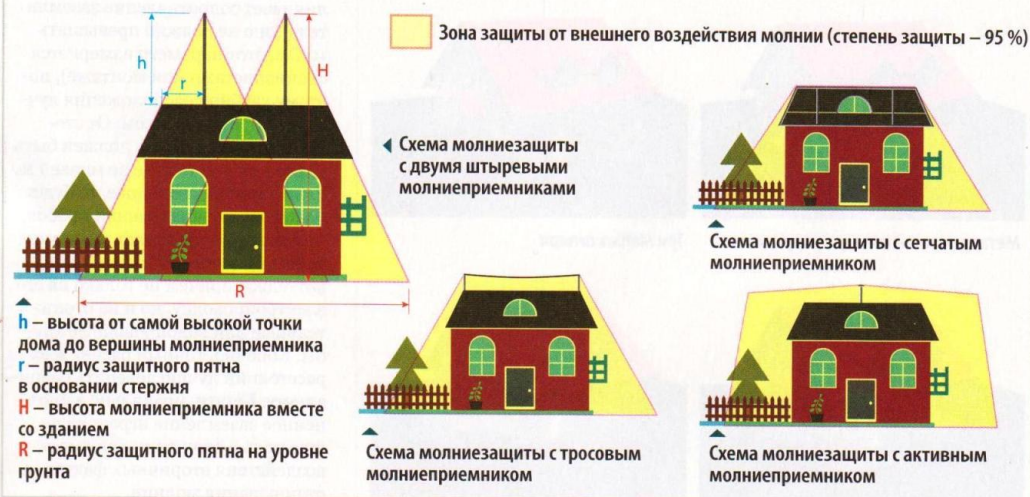 Зона защиты от внешнего воздействия молнии (степень защиты – 95 %)
h
r
H
R
Схема молниезащиты
с двумя штыревыми
молниеприемниками
Схема молниезащиты с сетчатым
молниеприемником
h – высота от самой высокой точки
дома до вершины молниеприемника
r – радиус защитного пятна
в основании стержня
H – высота молниеприемника вместе
со зданием
R – радиус защитного пятна на уровне
грунта
Схема молниезащиты с тросовым
молниеприемником
Схема молниезащиты с активным
молниеприемником